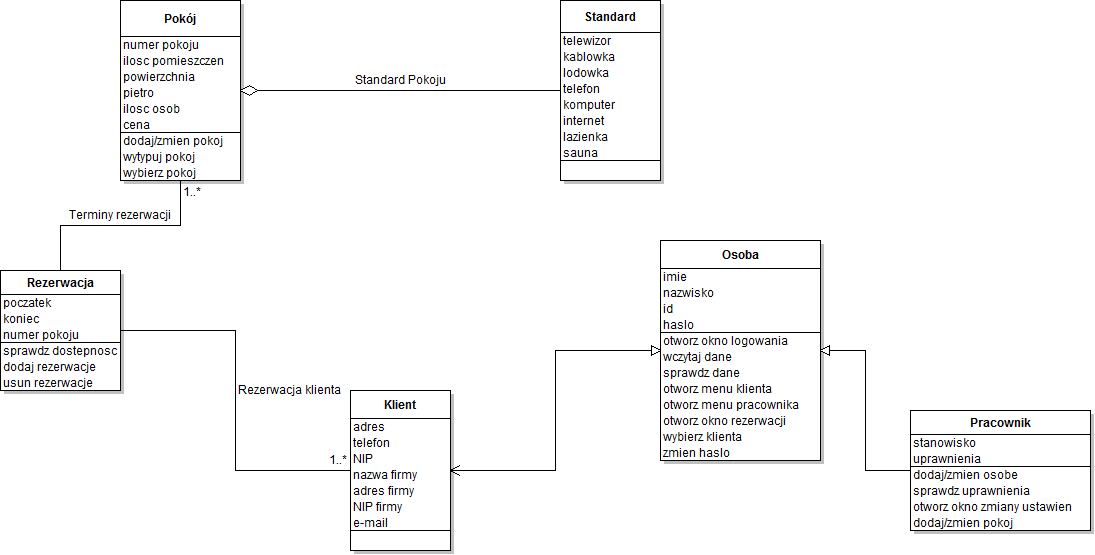 Pokój
numer pokoju
ilosc pomieszczen
powierzchnia
pietro
ilosc osob
cena
dodaj/zmien pokoj
wytypuj pokoj
wybierz pokoj
Standard Pokoju
Standard
telewizor
kablowka
lodowka
telefon
komputer
internet
lazienka
sauna
1..*
Terminy rezerwacji
Rezerwacja
poczatek
koniec
numer pokoju
sprawdz dostepnosc
dodaj rezerwacje
usun rezerwacje
Rezerwacja klienta
1..*
Klient
adres
telefon
NIP
nazwa firmy
adres firmy
NIP firmy
e-mail
Osoba
imie
nazwisko
id
haslo
otworz okno logowania
wczytaj dane
sprawdz dane
otworz menu klienta
otworz menu pracownika
otworz okno rezerwacji
wybierz klienta
zmien haslo
Pracownik
stanowisko
uprawnienia
dodaj/zmien osobe
sprawdz uprawnienia
otworz okno zmiany ustawien
dodaj/zmien pokoj